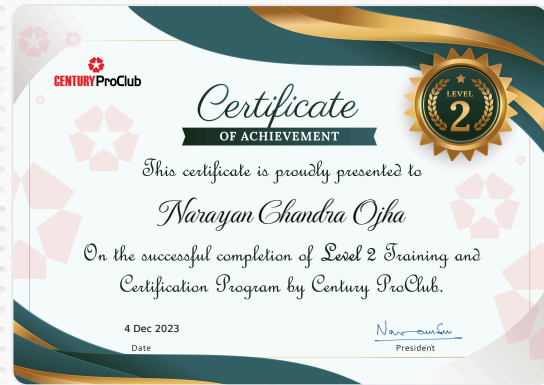 CENTURY ProClub
LEVEL
2
Certificate
OF ACHIEVEMENT
This certificate is proudly presented to
Narayan Chandra Ojha
On the successful completion of Level 2 Training and
Certification Program by Century ProClub.
4 Dec 2023
Date
President